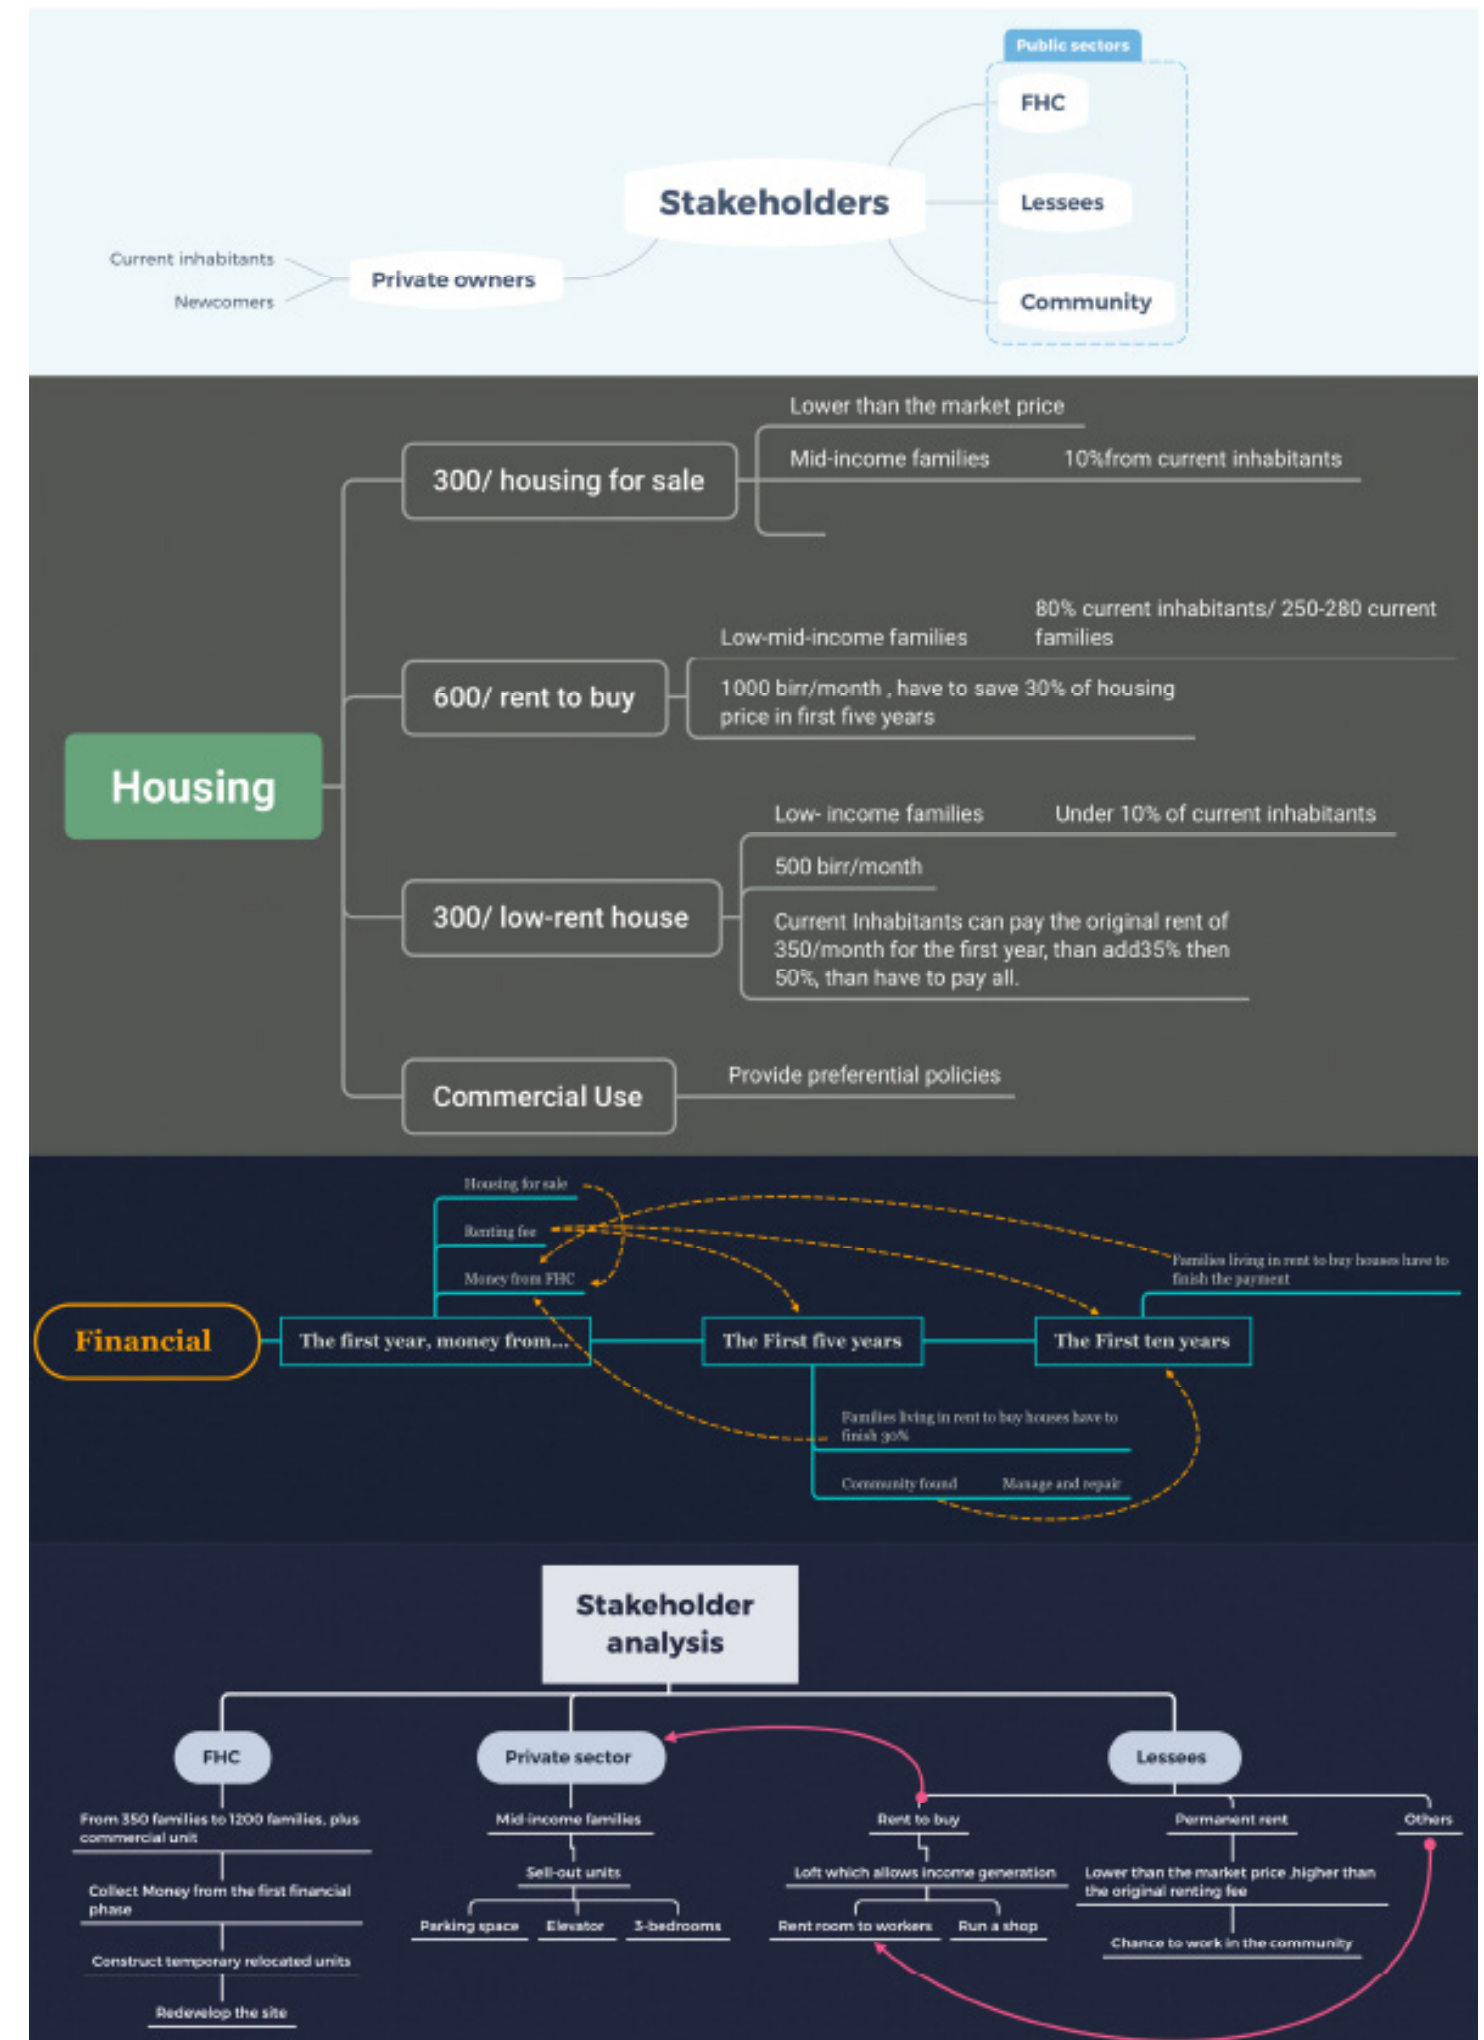 Public sectors
FHC
Stakeholders
Lessees
Current inhabitants
Private owners
Newcomers
Community
Lower than the market price
300/ housing for sale
Mid-income families
10%from current inhabitants
80% current inhabitants/ 250-280 current
families
Low-mid-income families
600/ rent to buy
1000 birr/month , have to save 30% of housing
price in first five years
Housing
Low- income families
Under 10% of current inhabitants
500 birr/month
300/ low-rent house
Current Inhabitants can pay the original rent of
350/month for the first year, than add35% then
50%, than have to pay all.
Commercial Use
Provide preferential policies
Housing for sale
Renting fee
Money from FHC
Families living in rent to buy houses have to
finish the payment
Financial
The first year, money from...
The First five years
The First ten years
Families living in rent to buy houses have to
finish 30%
Community found
Manage and repair
Stakeholder
analysis
FHC
Private sector
Lessees
From 350 families to 1200 families, plus
commercial unit
Collect Money from the first financial
phase
Construct temporary relocated units
Redevelop the site
Mid-income families
Sell-out units
Parking space
Elevator
3-bedrooms
Rent to buy
Loft which allows income generation
Rent room to workers
Run a shop
Permanent rent
Lower than the market price ,higher than
the original renting fee
Chance to work in the community
Others